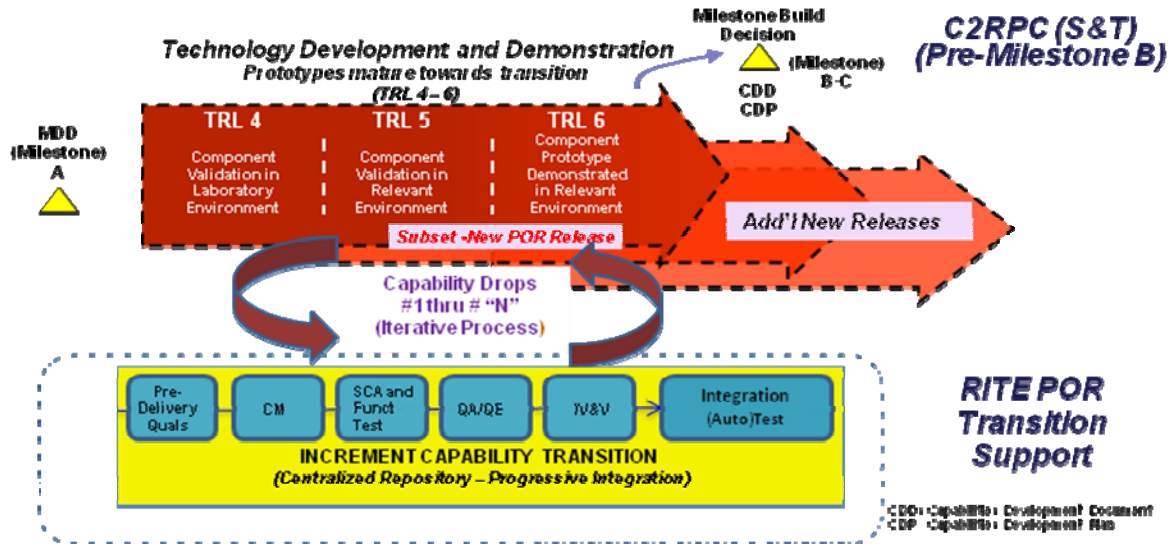 C2RPC (S&T)
(Pre-Milestone B)
Milestone Build
Decision
(Milestone)
B-C
CDD
CDP
Technology Development and Demonstration
Prototypes mature towards transition
(TRL 4 – 6)
MDD
(Milestone)
A
TRL 4
Component
Validation in
Laboratory
Environment
TRL 5
Component
Validation in
Relevant
Environment
TRL 6
Component
Prototype
Demonstrated
in Relevant
Environment
Subset -New POR Release
Add'l New Releases
Capability Drops
#1 thru # “N”
(Iterative Process)
Pre-
Delivery
Quals
CM
SCA and
Funct
Test
QA/QE
IV&V
Integration
(Auto)Test
INCREMENT CAPABILITY TRANSITION
(Centralized Repository – Progressive Integration)
RITE POR
Transition
Support
CDD: Capabilities Development Document
CDP: Capabilities Development Plan